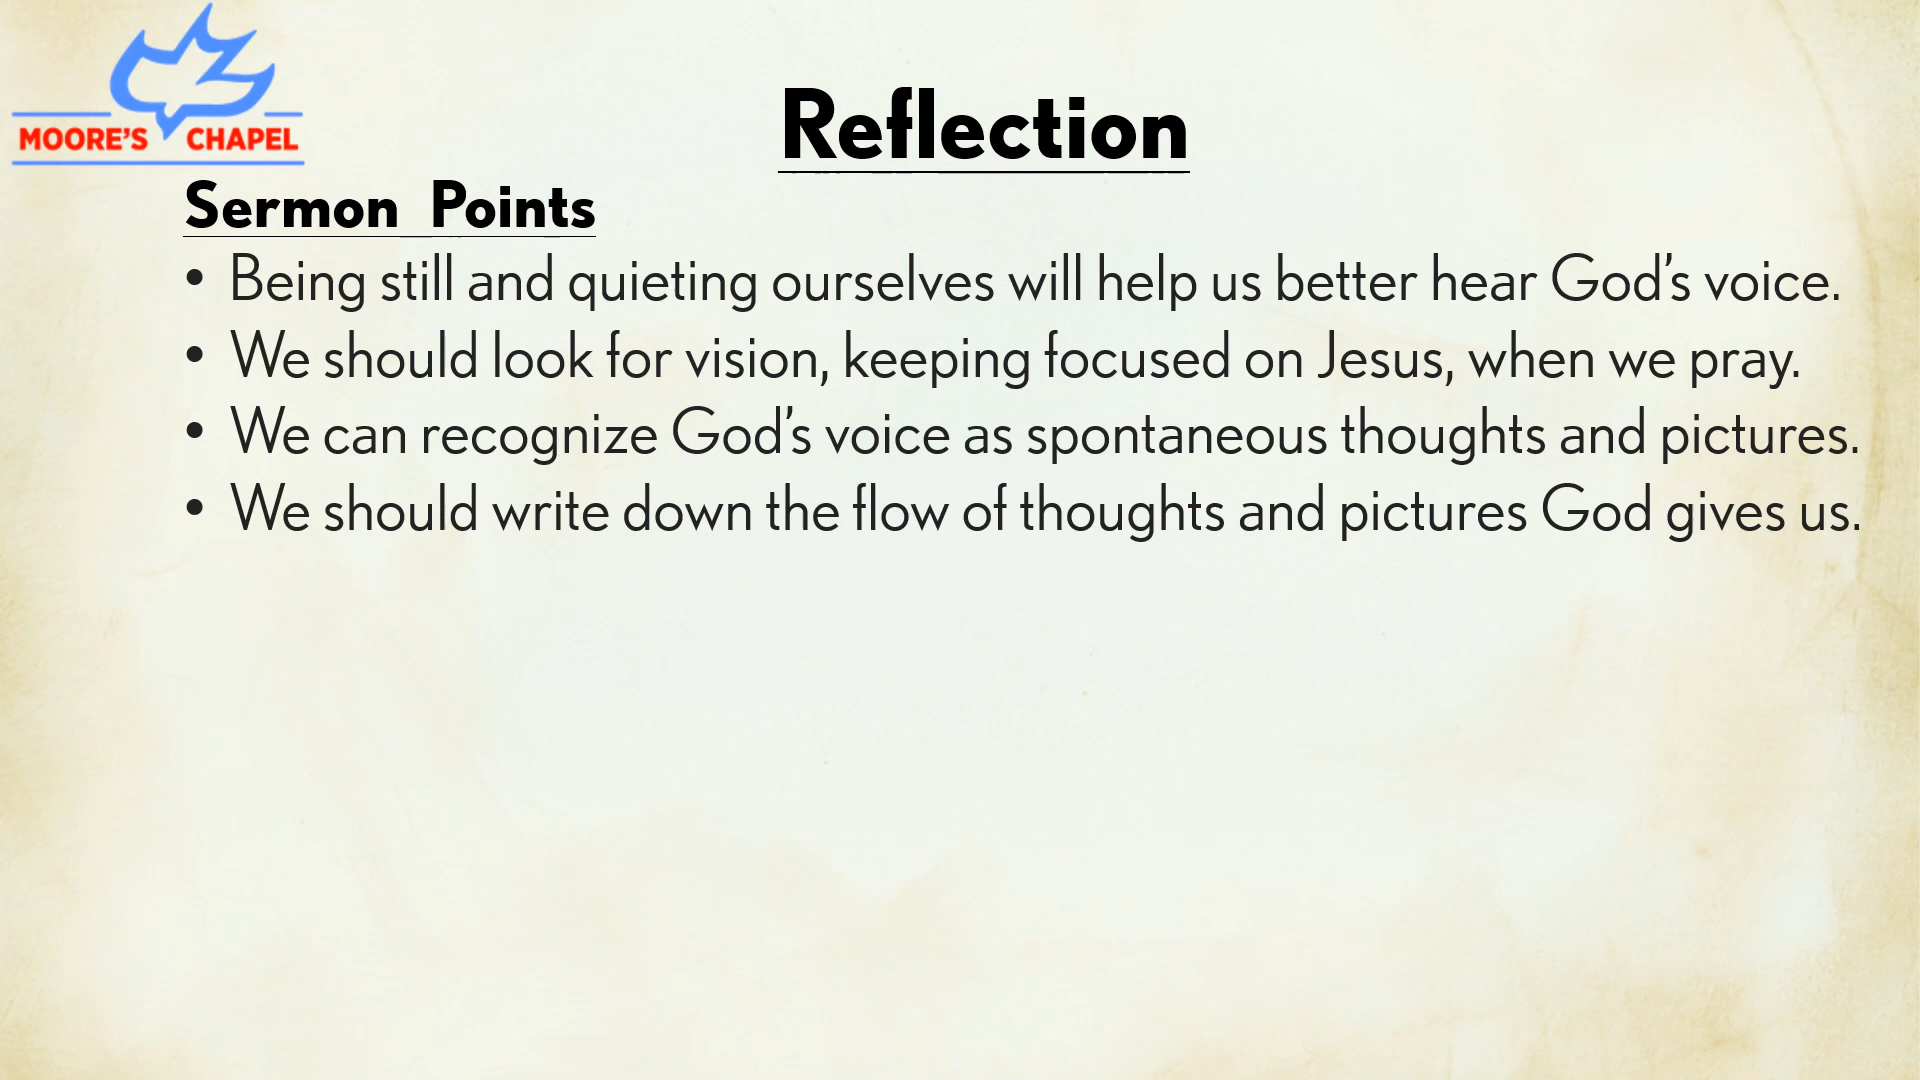 MOORE'S CHAPEL
Reflection
Sermon Points
• Being still and quieting ourselves will help us better hear God's voice.
• We should look for vision, keeping focused on Jesus, when we pray.
• We can recognize God's voice as spontaneous thoughts and pictures.
• We should write down the flow of thoughts and pictures God gives us.